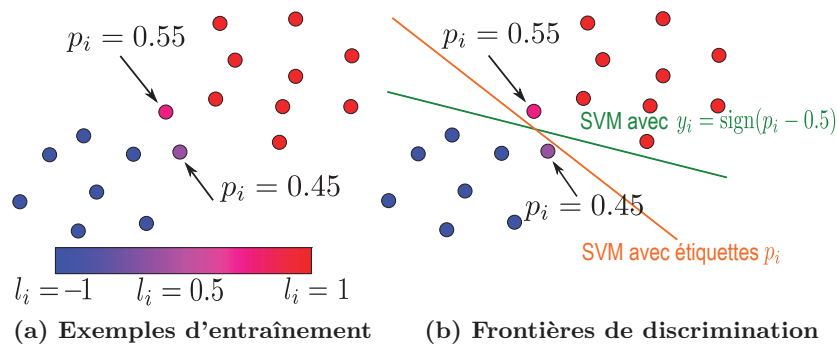 p_i = 0.55
p_i = 0.45
l_i = −1
l_i = 0.5
l_i = 1
(a) Exemples d'entraînement
p_i = 0.55
SVM avec y_i = sign(p_i − 0.5)
p_i = 0.45
SVM avec étiquettes p_i
(b) Frontières de discrimination